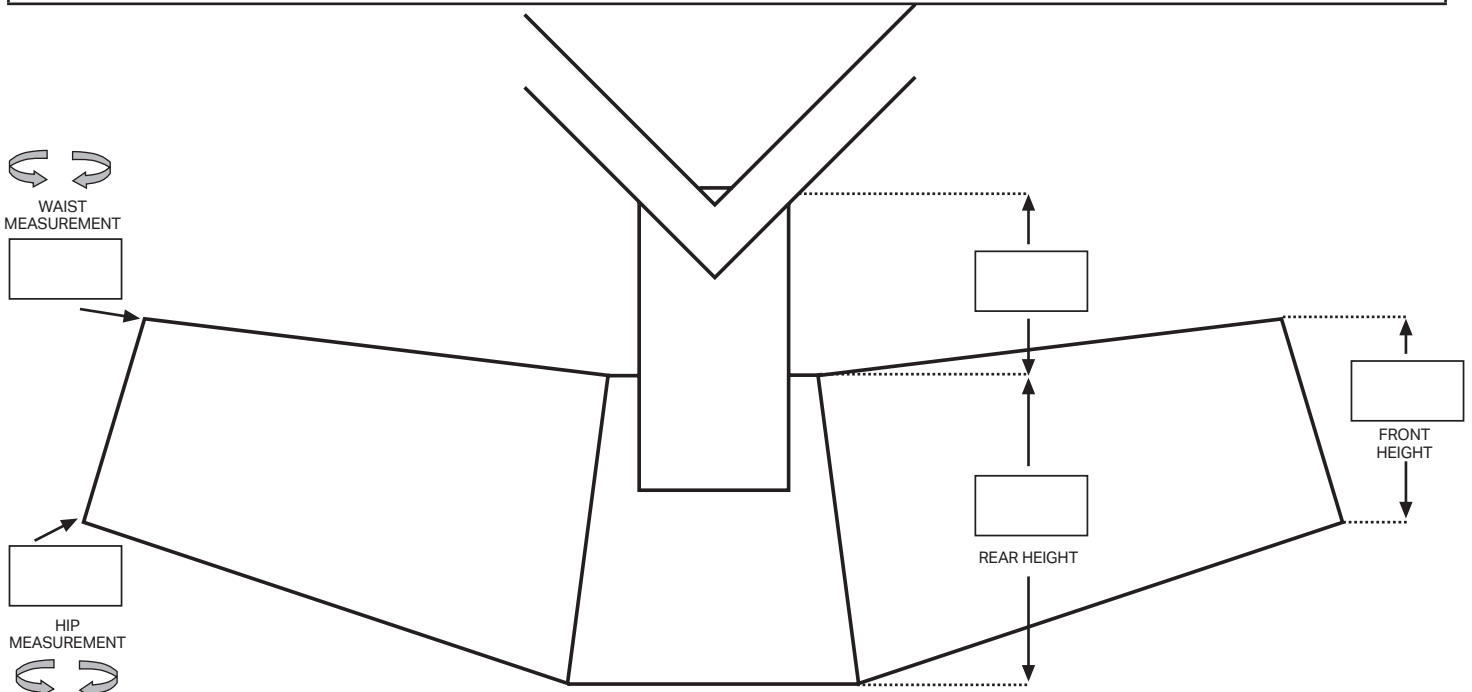 WAIST
MEASUREMENT
FRONT
HEIGHT
REAR HEIGHT
HIP
MEASUREMENT